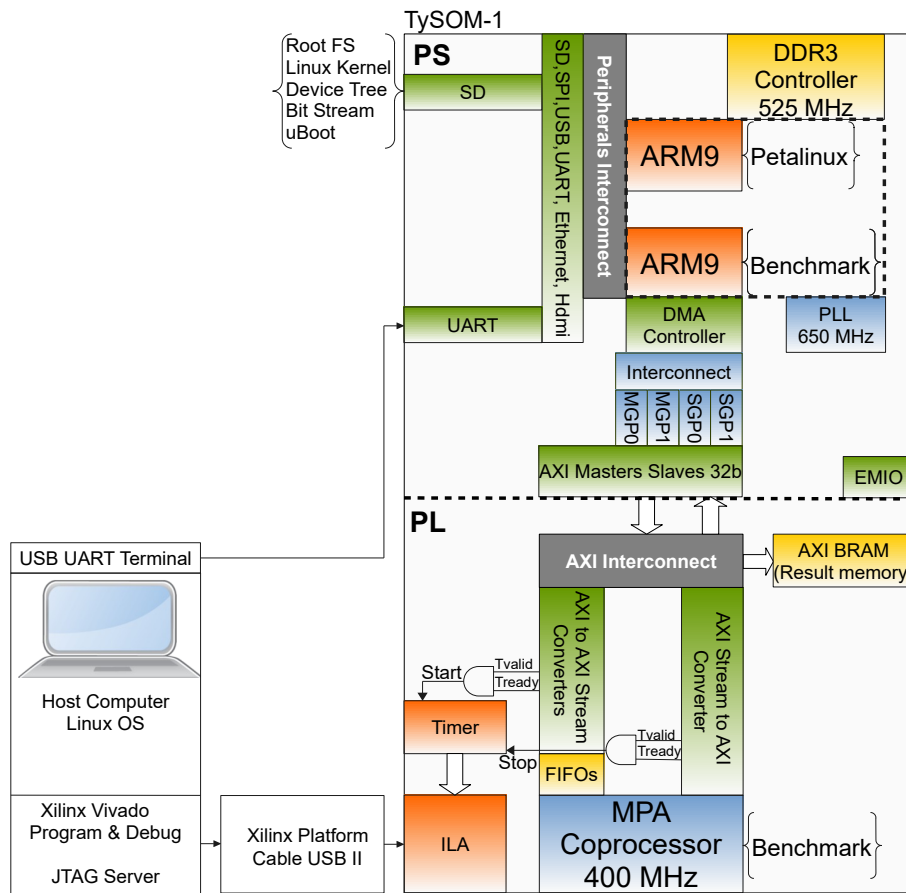 TySOM-1
Root FS
Linux Kernel
Device Tree
Bit Stream
uBoot
PS
SD
SD,SPI,USB,UART, Ethernet, Hdmi
Peripherals Interconnect
DDR3
Controller
525 MHz
ARM9
Petalinux
ARM9
Benchmark
UART
DMA
Controller
PLL
650 MHz
Interconnect
MGP0
MGP1
SGP0
SGP1
AXI Masters Slaves 32b
EMIO
PL
USB UART Terminal
AXI Interconnect
AXI BRAM
(Result memory)
AXI to AXI Stream
Converters
AXI Stream to AXI
Converter
Tvalid
Tready
Start
Host Computer
Linux OS
Timer
Tvalid
Tready
Stop
FIFOs
Xilinx Vivado
Program & Debug
JTAG Server
Xilinx Platform
Cable USB II
ILA
MPA
Coprocessor
400 MHz
Benchmark